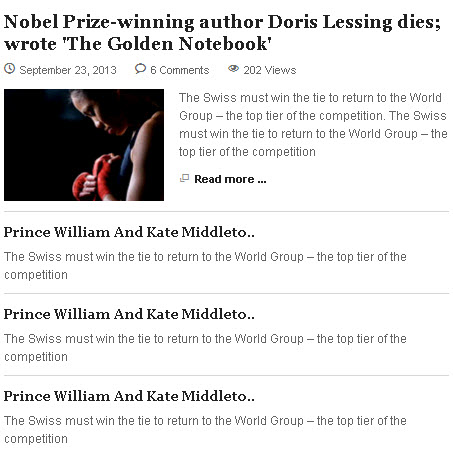 Nobel Prize-winning author Doris Lessing dies;
wrote 'The Golden Notebook'
September 23, 2013 6 Comments 202 Views
The Swiss must win the tie to return to the World
Group – the top tier of the competition. The Swiss
must win the tie to return to the World Group – the
top tier of the competition
Read more ...
Prince William And Kate Middleto..
The Swiss must win the tie to return to the World Group – the top tier of the
competition
Prince William And Kate Middleto..
The Swiss must win the tie to return to the World Group – the top tier of the
competition
Prince William And Kate Middleto..
The Swiss must win the tie to return to the World Group – the top tier of the
competition